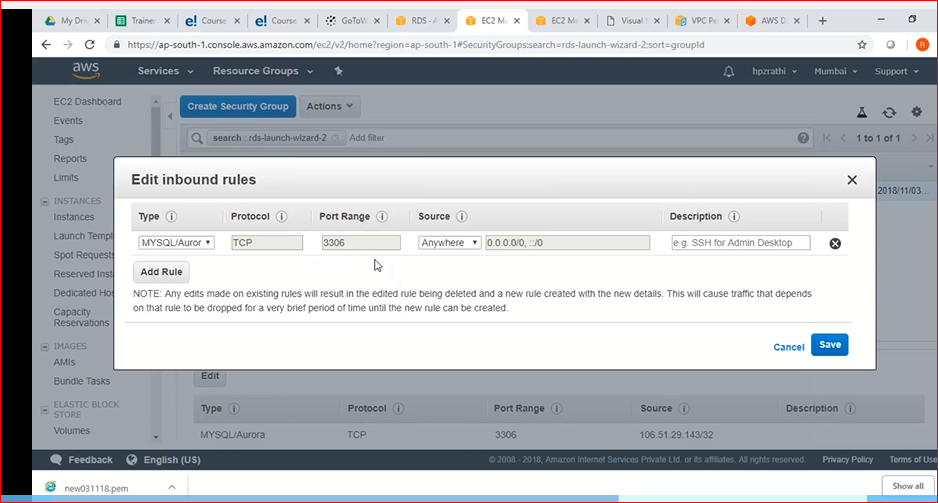 My Driv
Trainer
Course
Course
GoToW
RDS - A
EC2 M
EC2 M
Visual
VPC Pe
AWS D
https://ap-south-1.console.aws.amazon.com/ec2/v2/home?region=ap-south-1#SecurityGroups:search=rds-launch-wizard-2;sort=groupId
R
aws Services Resource Groups hpzrathi Mumbai Support
EC2 Dashboard
Events
Tags
Reports
Limits
INSTANCES
Instances
Launch Templ
Spot Requests
Reserved Insta
Dedicated Hos
Capacity
Reservations
IMAGES
AMIs
Bundle Tasks
ELASTIC BLOCK
STORE
Volumes
Create Security Group Actions
search : rds-launch-wizard-2 Add filter 1 to 1 of 1
2018/11/03...
Edit inbound rules
Type Protocol Port Range Source Description
MYSQL/Auror TCP 3306 Anywhere 0.0.0.0/0, ::/0 e.g. SSH for Admin Desktop
Add Rule
NOTE: Any edits made on existing rules will result in the edited rule being deleted and a new rule created with the new details. This will cause traffic that depends
on that rule to be dropped for a very brief period of time until the new rule can be created.
Cancel Save
Edit
Type Protocol Port Range Source Description
MYSQL/Aurora TCP 3306 106.51.29.143/32
Feedback English (US) © 2008 - 2018, Amazon Internet Services Private Ltd. or its affiliates. All rights reserved. Privacy Policy Terms of Use
new031118.pem Show all